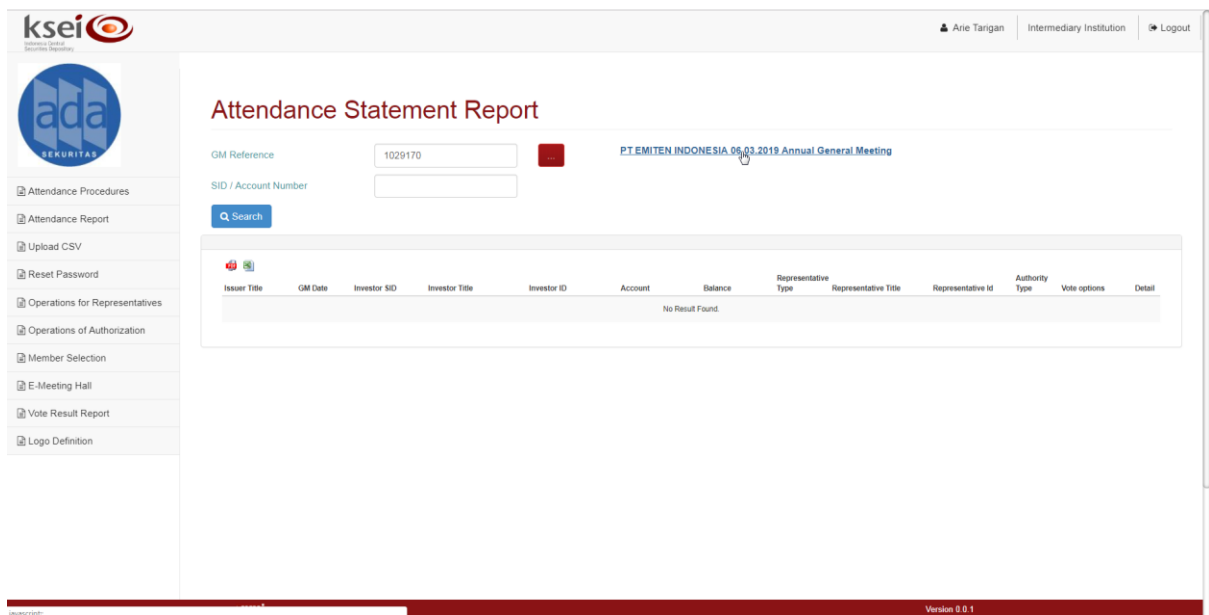 ksei
Indonesia Central
Securities Depository
Arie Tarigan
Intermediary Institution
Logout
ada
SEKURITAS
Attendance Procedures
Attendance Report
Upload CSV
Reset Password
Operations for Representatives
Operations of Authorization
Member Selection
E-Meeting Hall
Vote Result Report
Logo Definition
Attendance Statement Report
GM Reference 1029170 ... PT EMITEN INDONESIA 06.03.2019 Annual General Meeting
SID / Account Number
Search
Issuer Title GM Date Investor SID Investor Title Investor ID Account Balance Representative Type Representative Title Representative Id Authority Type Vote options Detail
No Result Found.
Version 0.0.1
javascript:;